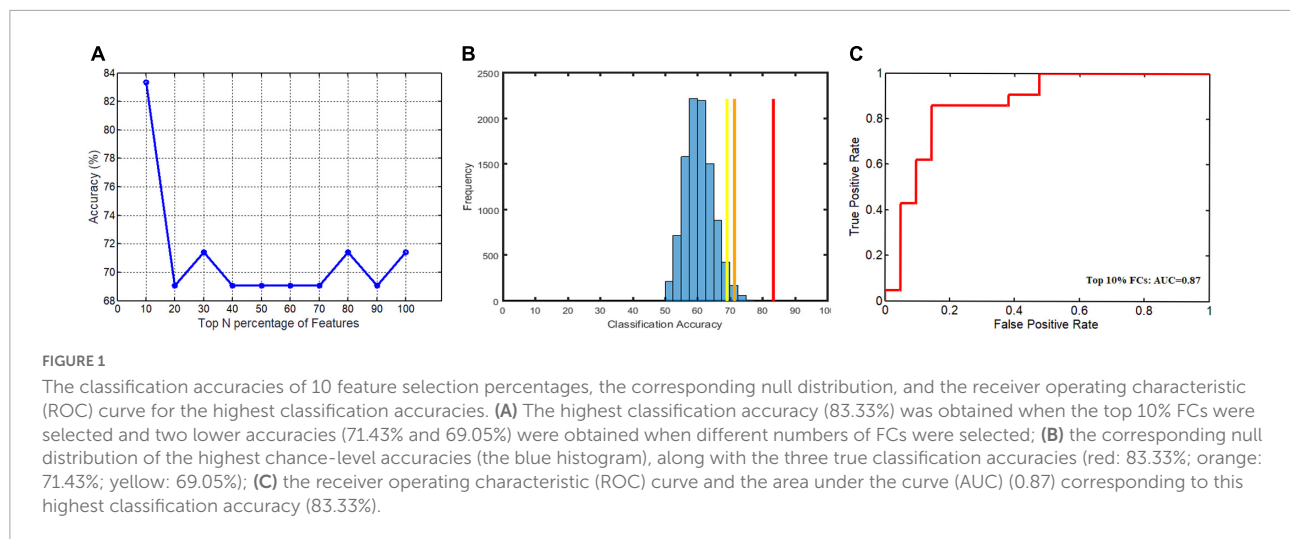 A
84
82
80
78
76
74
72
70
68
Accuracy (%)
0 10 20 30 40 50 60 70 80 90 100
Top N percentage of Features
B
2500
2000
1500
1000
500
0
Frequency
0 10 20 30 40 50 60 70 80 90 100
Classification Accuracy
C
1
0.8
0.6
0.4
0.2
0
True Positive Rate
Top 10% FCs: AUC=0.87
0 0.2 0.4 0.6 0.8 1
False Positive Rate
FIGURE 1
The classification accuracies of 10 feature selection percentages, the corresponding null distribution, and the receiver operating characteristic
(ROC) curve for the highest classification accuracies. (A) The highest classification accuracy (83.33%) was obtained when the top 10% FCs were
selected and two lower accuracies (71.43% and 69.05%) were obtained when different numbers of FCs were selected; (B) the corresponding null
distribution of the highest chance-level accuracies (the blue histogram), along with the three true classification accuracies (red: 83.33%; orange:
71.43%; yellow: 69.05%); (C) the receiver operating characteristic (ROC) curve and the area under the curve (AUC) (0.87) corresponding to this
highest classification accuracy (83.33%).